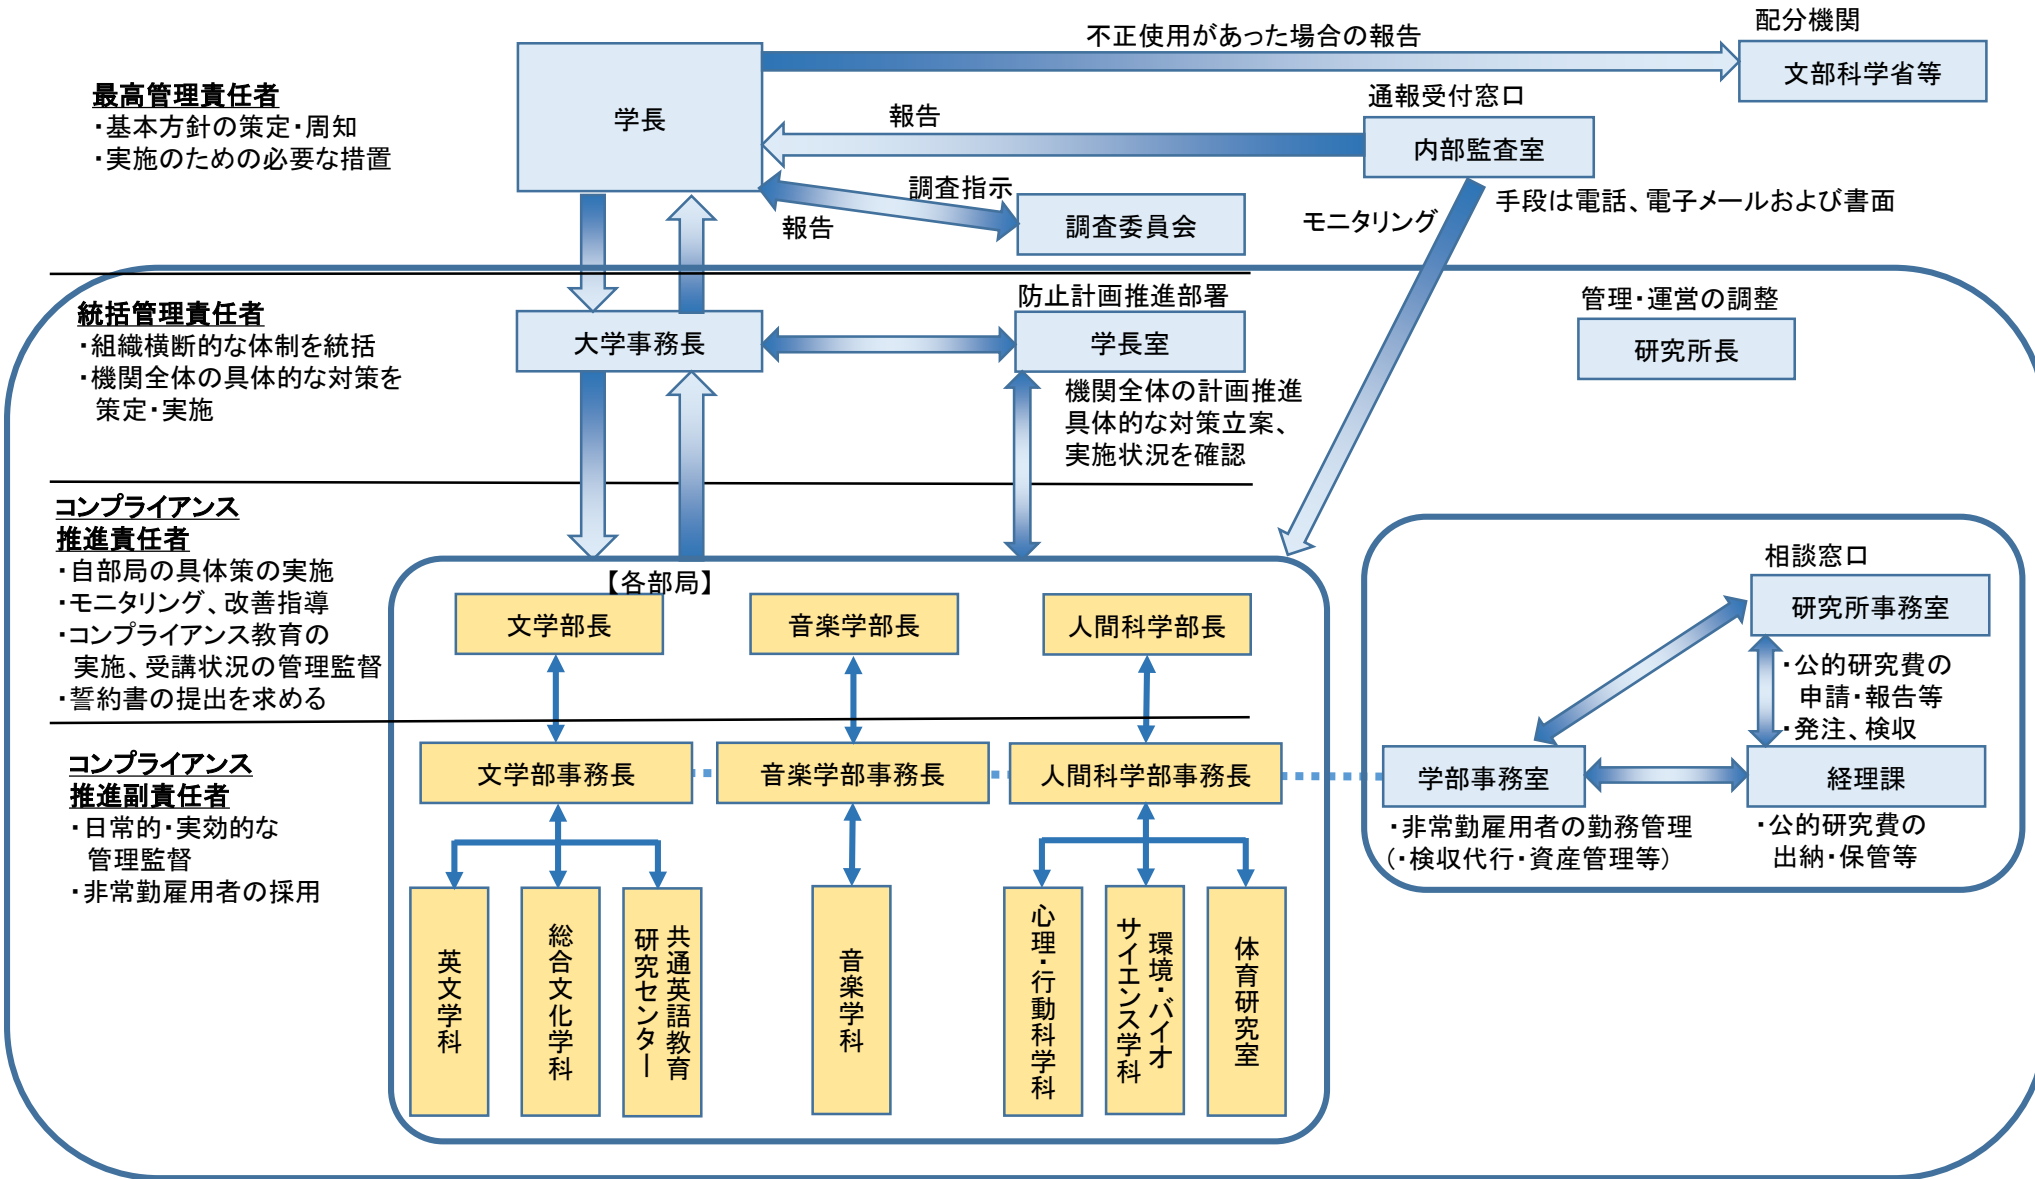 配分機関
不正使用があった場合の報告
文部科学省等
最高管理責任者
・基本方針の策定・周知
・実施のための必要な措置
学長
通報受付窓口
報告
内部監査室
調査指示
手段は電話、電子メールおよび書面
報告
調査委員会
モニタリング
統括管理責任者
・組織横断的な体制を統括
・機関全体の具体的な対策を
策定・実施
大学事務長
防止計画推進部署
学長室
機関全体の計画推進
具体的な対策立案、
実施状況を確認
管理・運営の調整
研究所長
コンプライアンス
推進責任者
・自部局の具体策の実施
・モニタリング、改善指導
・コンプライアンス教育の
実施、受講状況の管理監督
・誓約書の提出を求める
【各部局】
文学部長
音楽学部長
人間科学部長
相談窓口
研究所事務室
・公的研究費の
申請・報告等
・発注、検収
コンプライアンス
推進副責任者
・日常的・実効的な
管理監督
・非常勤雇用者の採用
文学部事務長
音楽学部事務長
人間科学部事務長
学部事務室
経理課
・非常勤雇用者の勤務管理
(・検収代行・資産管理等)
・公的研究費の
出納・保管等
英文学科
総合文化学科
共通英語教育
研究センター
音楽学科
心理・行動科学科
環境・バイオ
サイエンス学科
体育研究室